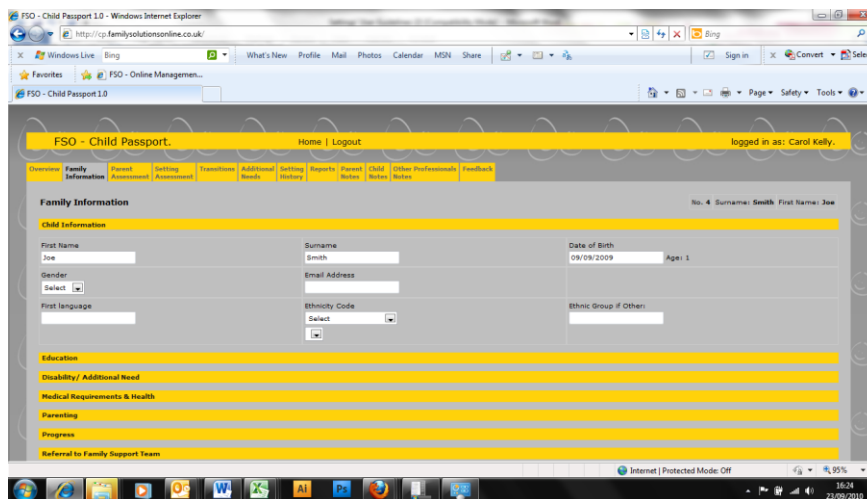 FSO - Child Passport 1.0 - Windows Internet Explorer
http://cp.familysolutionsonline.co.uk/
Bing
Windows Live Bing What's New Profile Mail Photos Calendar MSN Share Sign in Convert
Favorites FSO - Online Managemen...
FSO - Child Passport 1.0 Page Safety Tools
FSO - Child Passport. Home | Logout logged in as: Carol Kelly.
Overview Family Information Parent Assessment Setting Assessment Transitions Additional Needs Setting History Reports Parent Notes Child Notes Other Professionals Notes Feedback
Family Information No. 4 Surname: Smith First Name: Joe
Child Information
First Name Surname Date of Birth
Joe Smith 09/09/2009 Age: 1
Gender Email Address
Select
First language Ethnicity Code Ethnic Group if Other:
Select
Education
Disability/ Additional Need
Medical Requirements & Health
Parenting
Progress
Referral to Family Support Team
Internet | Protected Mode: Off 95%
16:24
23/09/2010